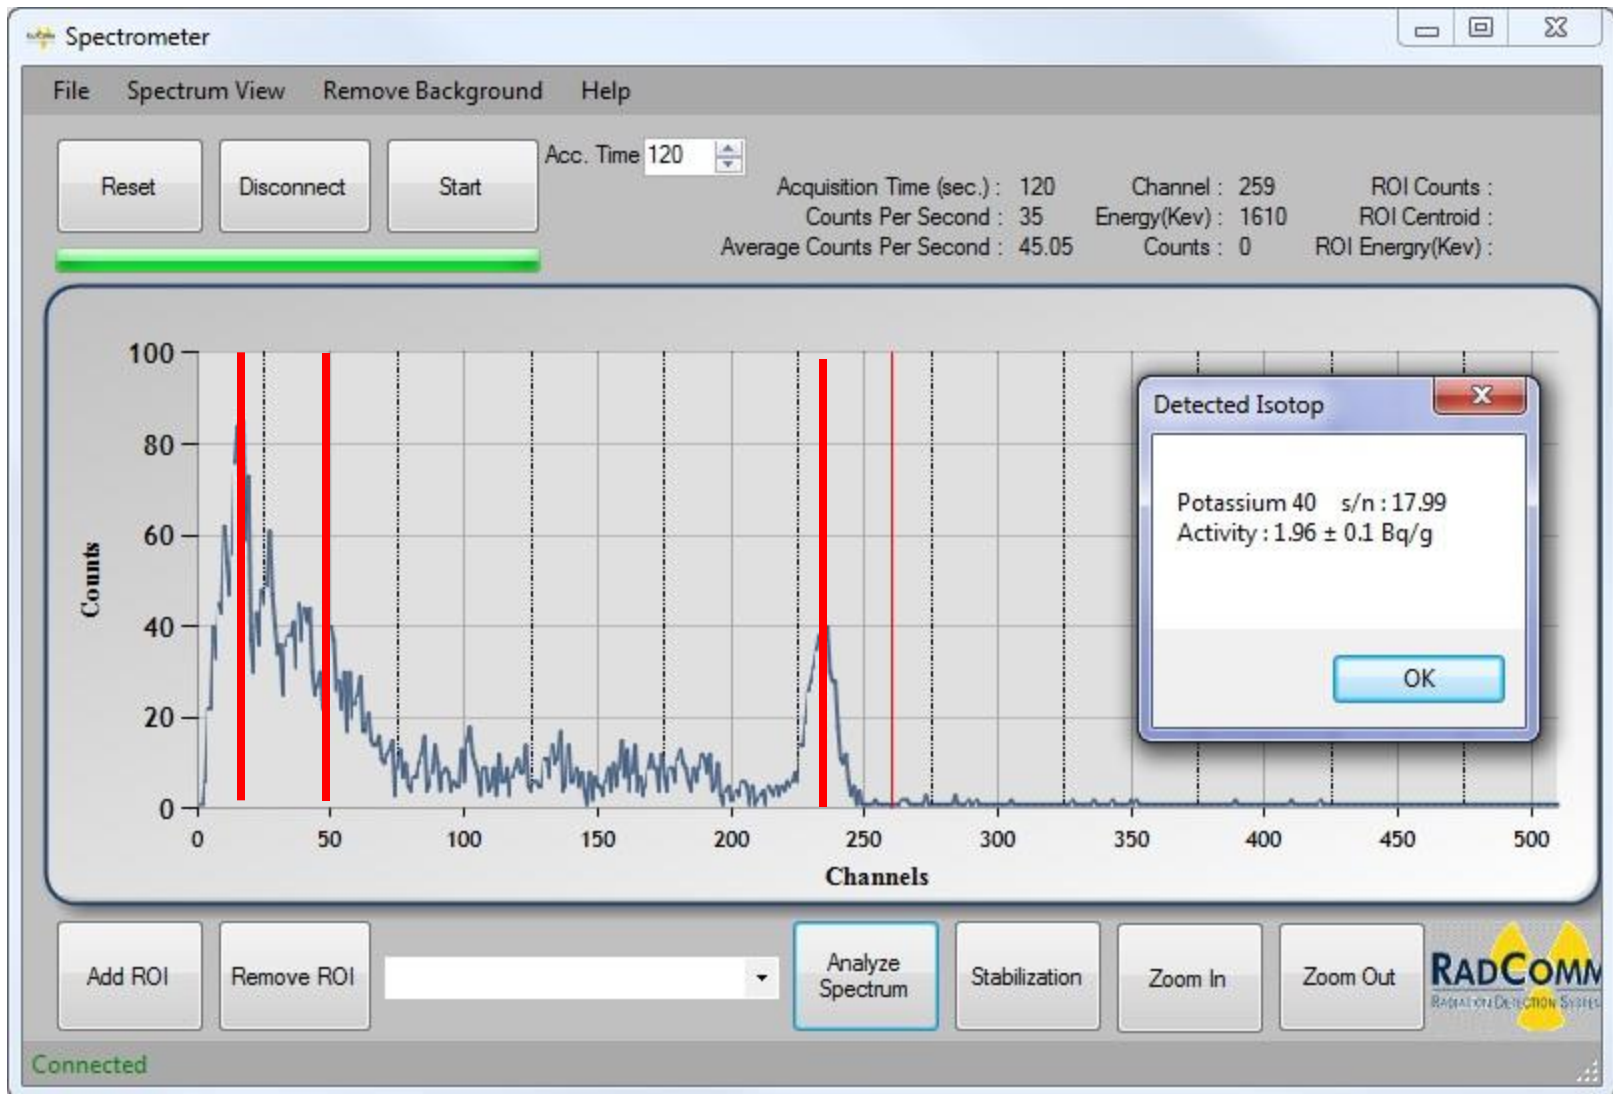 Spectrometer
File Spectrum View Remove Background Help
Reset Disconnect Start Acc. Time 120
Acquisition Time (sec.) : 120 Channel : 259 ROI Counts :
Counts Per Second : 35 Energy(Kev) : 1610 ROI Centroid :
Average Counts Per Second : 45.05 Counts : 0 ROI Energry(Kev) :
100
80
60
40
20
0
Counts
0 50 100 150 200 250 300 350 400 450 500
Channels
Detected Isotop
Potassium 40 s/n : 17.99
Activity : 1.96 ± 0.1 Bq/g
OK
Add ROI Remove ROI Analyze Spectrum Stabilization Zoom In Zoom Out
RADCOMM
RADIATION DETECTION
Connected